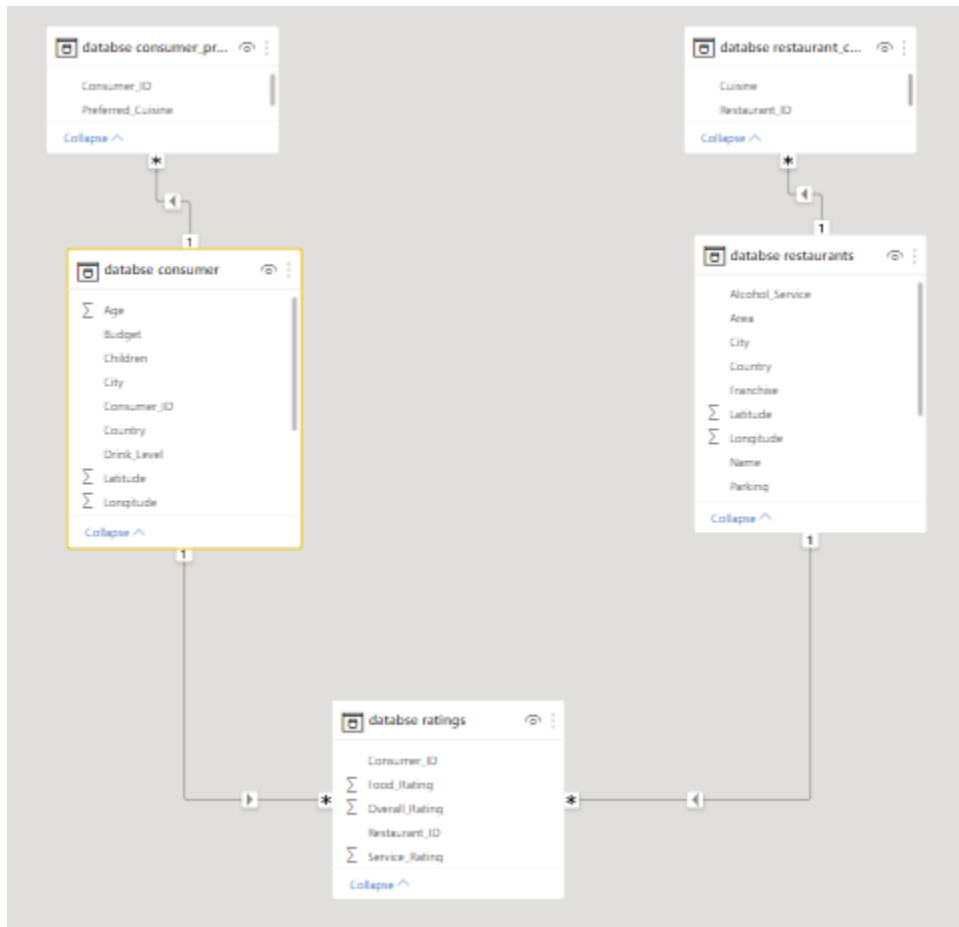 databse consumer_pr...
Consumer_ID
Preferred_Cuisine
Collapse
*
1
databse consumer
Σ Age
Budget
Children
City
Consumer_ID
Country
Drink_Level
Σ Latitude
Σ Longitude
Collapse
1
databse restaurant_c...
Cuisine
Restaurant_ID
Collapse
*
1
databse restaurants
Alcohol_Service
Area
City
Country
Franchise
Σ Latitude
Σ Longitude
Name
Parking
Collapse
1
databse ratings
Consumer_ID
Σ Food_Rating
Σ Overall_Rating
Restaurant_ID
Σ Service_Rating
Collapse
*
*